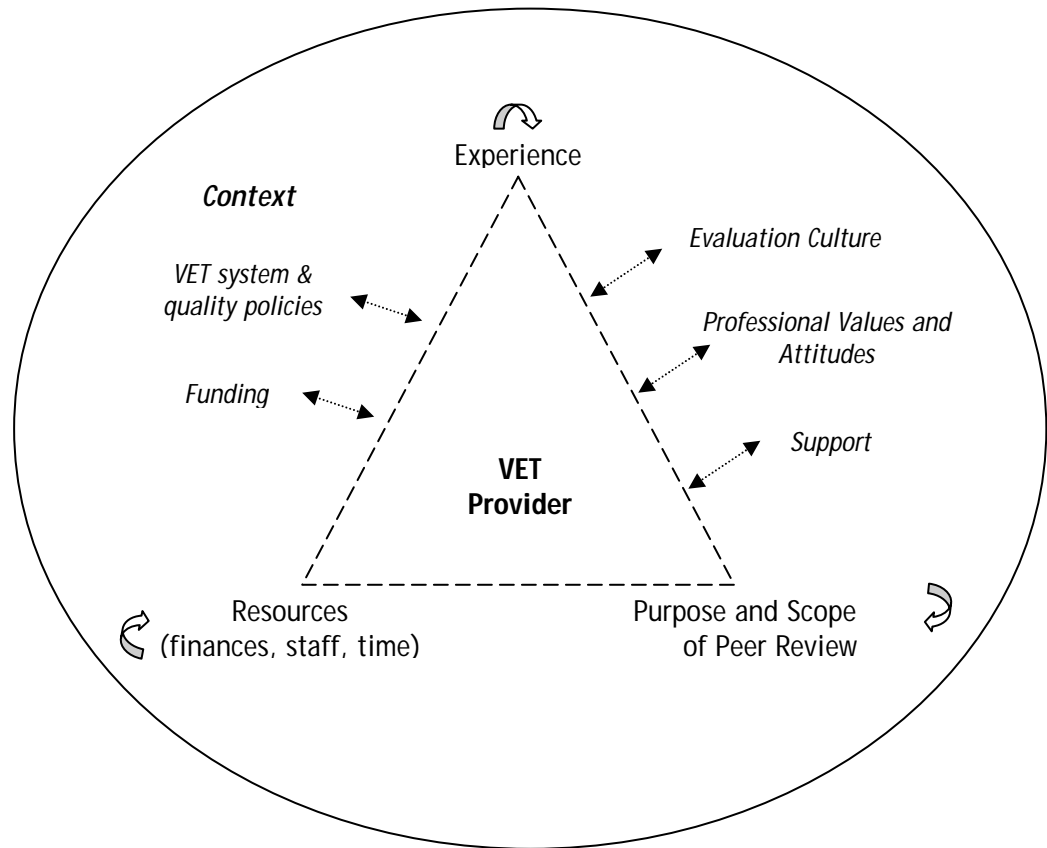 Experience
Context
Evaluation Culture
VET system &
quality policies
Professional Values and
Attitudes
Funding
Support
VET
Provider
Resources
(finances, staff, time)
Purpose and Scope
of Peer Review